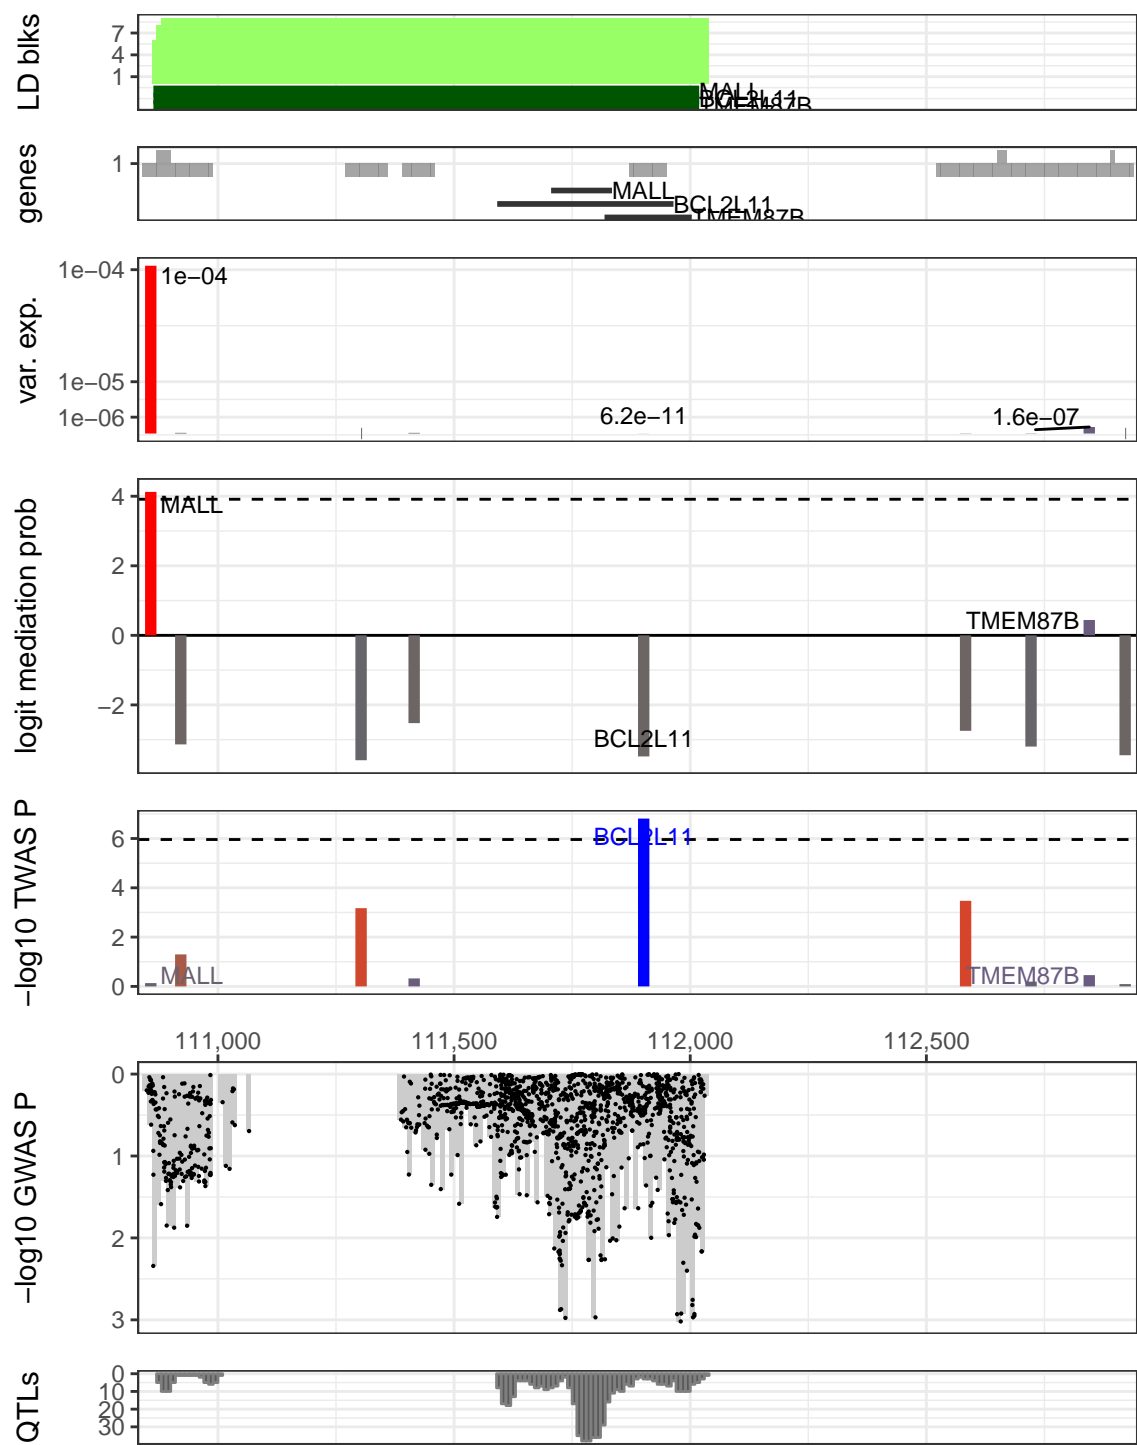 LD blks
7
4
1
MALL
BCL2L11
TMEM87B
genes
1
MALL
BCL2L11
TMEM87B
var. exp.
1e−04
1e−05
1e−06
1e−04
6.2e−11
1.6e−07
logit mediation prob
4
2
0
−2
MALL
TMEM87B
BCL2L11
−log10 TWAS P
6
4
2
0
BCL2L11
MALL
TMEM87B
111,000 111,500 112,000 112,500
−log10 GWAS P
0
1
2
3
QTLs
0
10
20
30